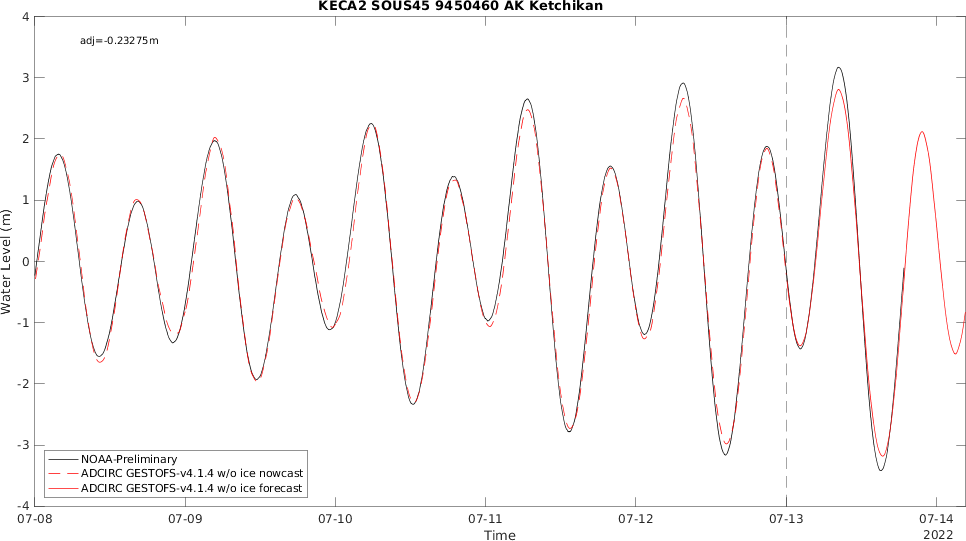 KECA2 SOUS45 9450460 AK Ketchikan
adj=-0.23275m
4
3
2
1
0
-1
-2
-3
-4
Water Level (m)
NOAA-Preliminary
ADCIRC GESTOFS-v4.1.4 w/o ice nowcast
ADCIRC GESTOFS-v4.1.4 w/o ice forecast
07-08 07-09 07-10 07-11 07-12 07-13 07-14
Time
2022